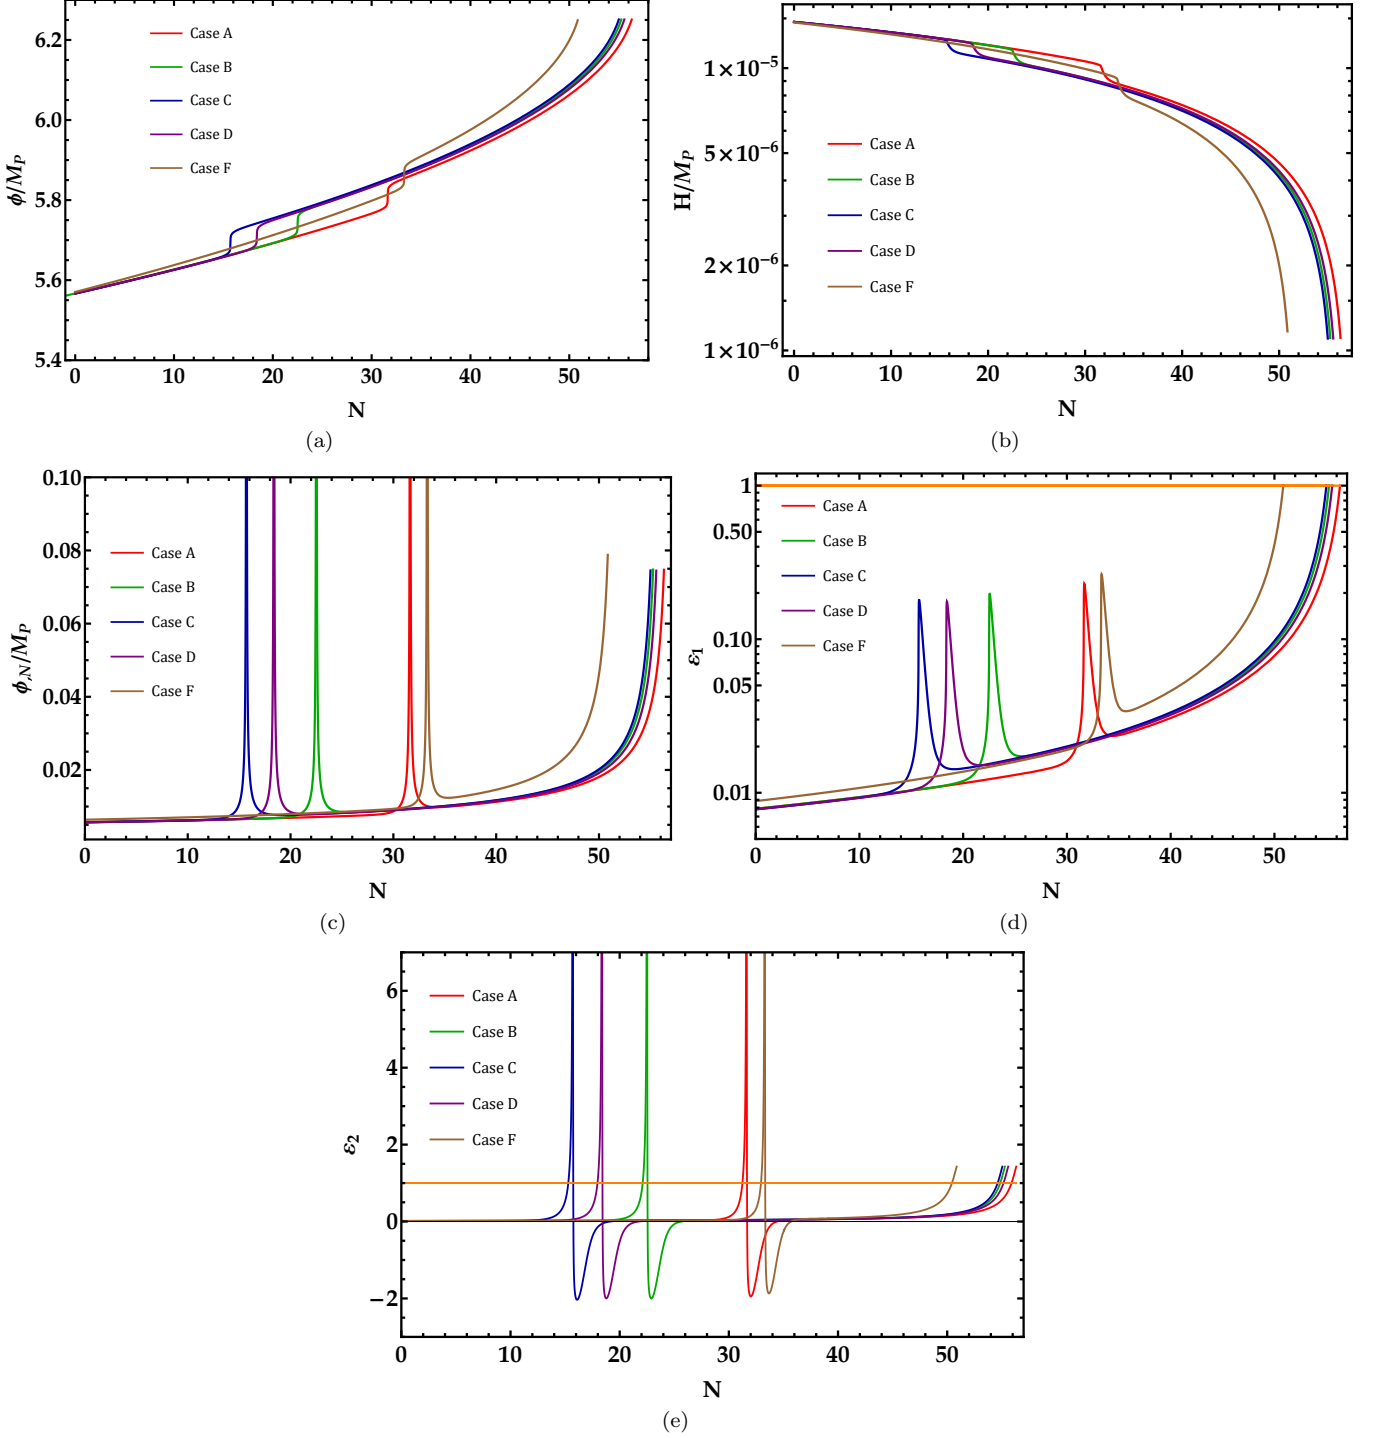 6.2
6.0
5.8
5.6
5.4
ϕ/M_P
Case A
Case B
Case C
Case D
Case F
0 10 20 30 40 50
N
(a)
1×10⁻⁵
5×10⁻⁶
2×10⁻⁶
1×10⁻⁶
H/M_P
Case A
Case B
Case C
Case D
Case F
0 10 20 30 40 50
N
(b)
0.10
0.08
0.06
0.04
0.02
ϕ,N/M_P
Case A
Case B
Case C
Case D
Case F
0 10 20 30 40 50
N
(c)
1
0.50
0.10
0.05
0.01
ε₁
Case A
Case B
Case C
Case D
Case F
0 10 20 30 40 50
N
(d)
6
4
2
0
−2
ε₂
Case A
Case B
Case C
Case D
Case F
0 10 20 30 40 50
N
(e)